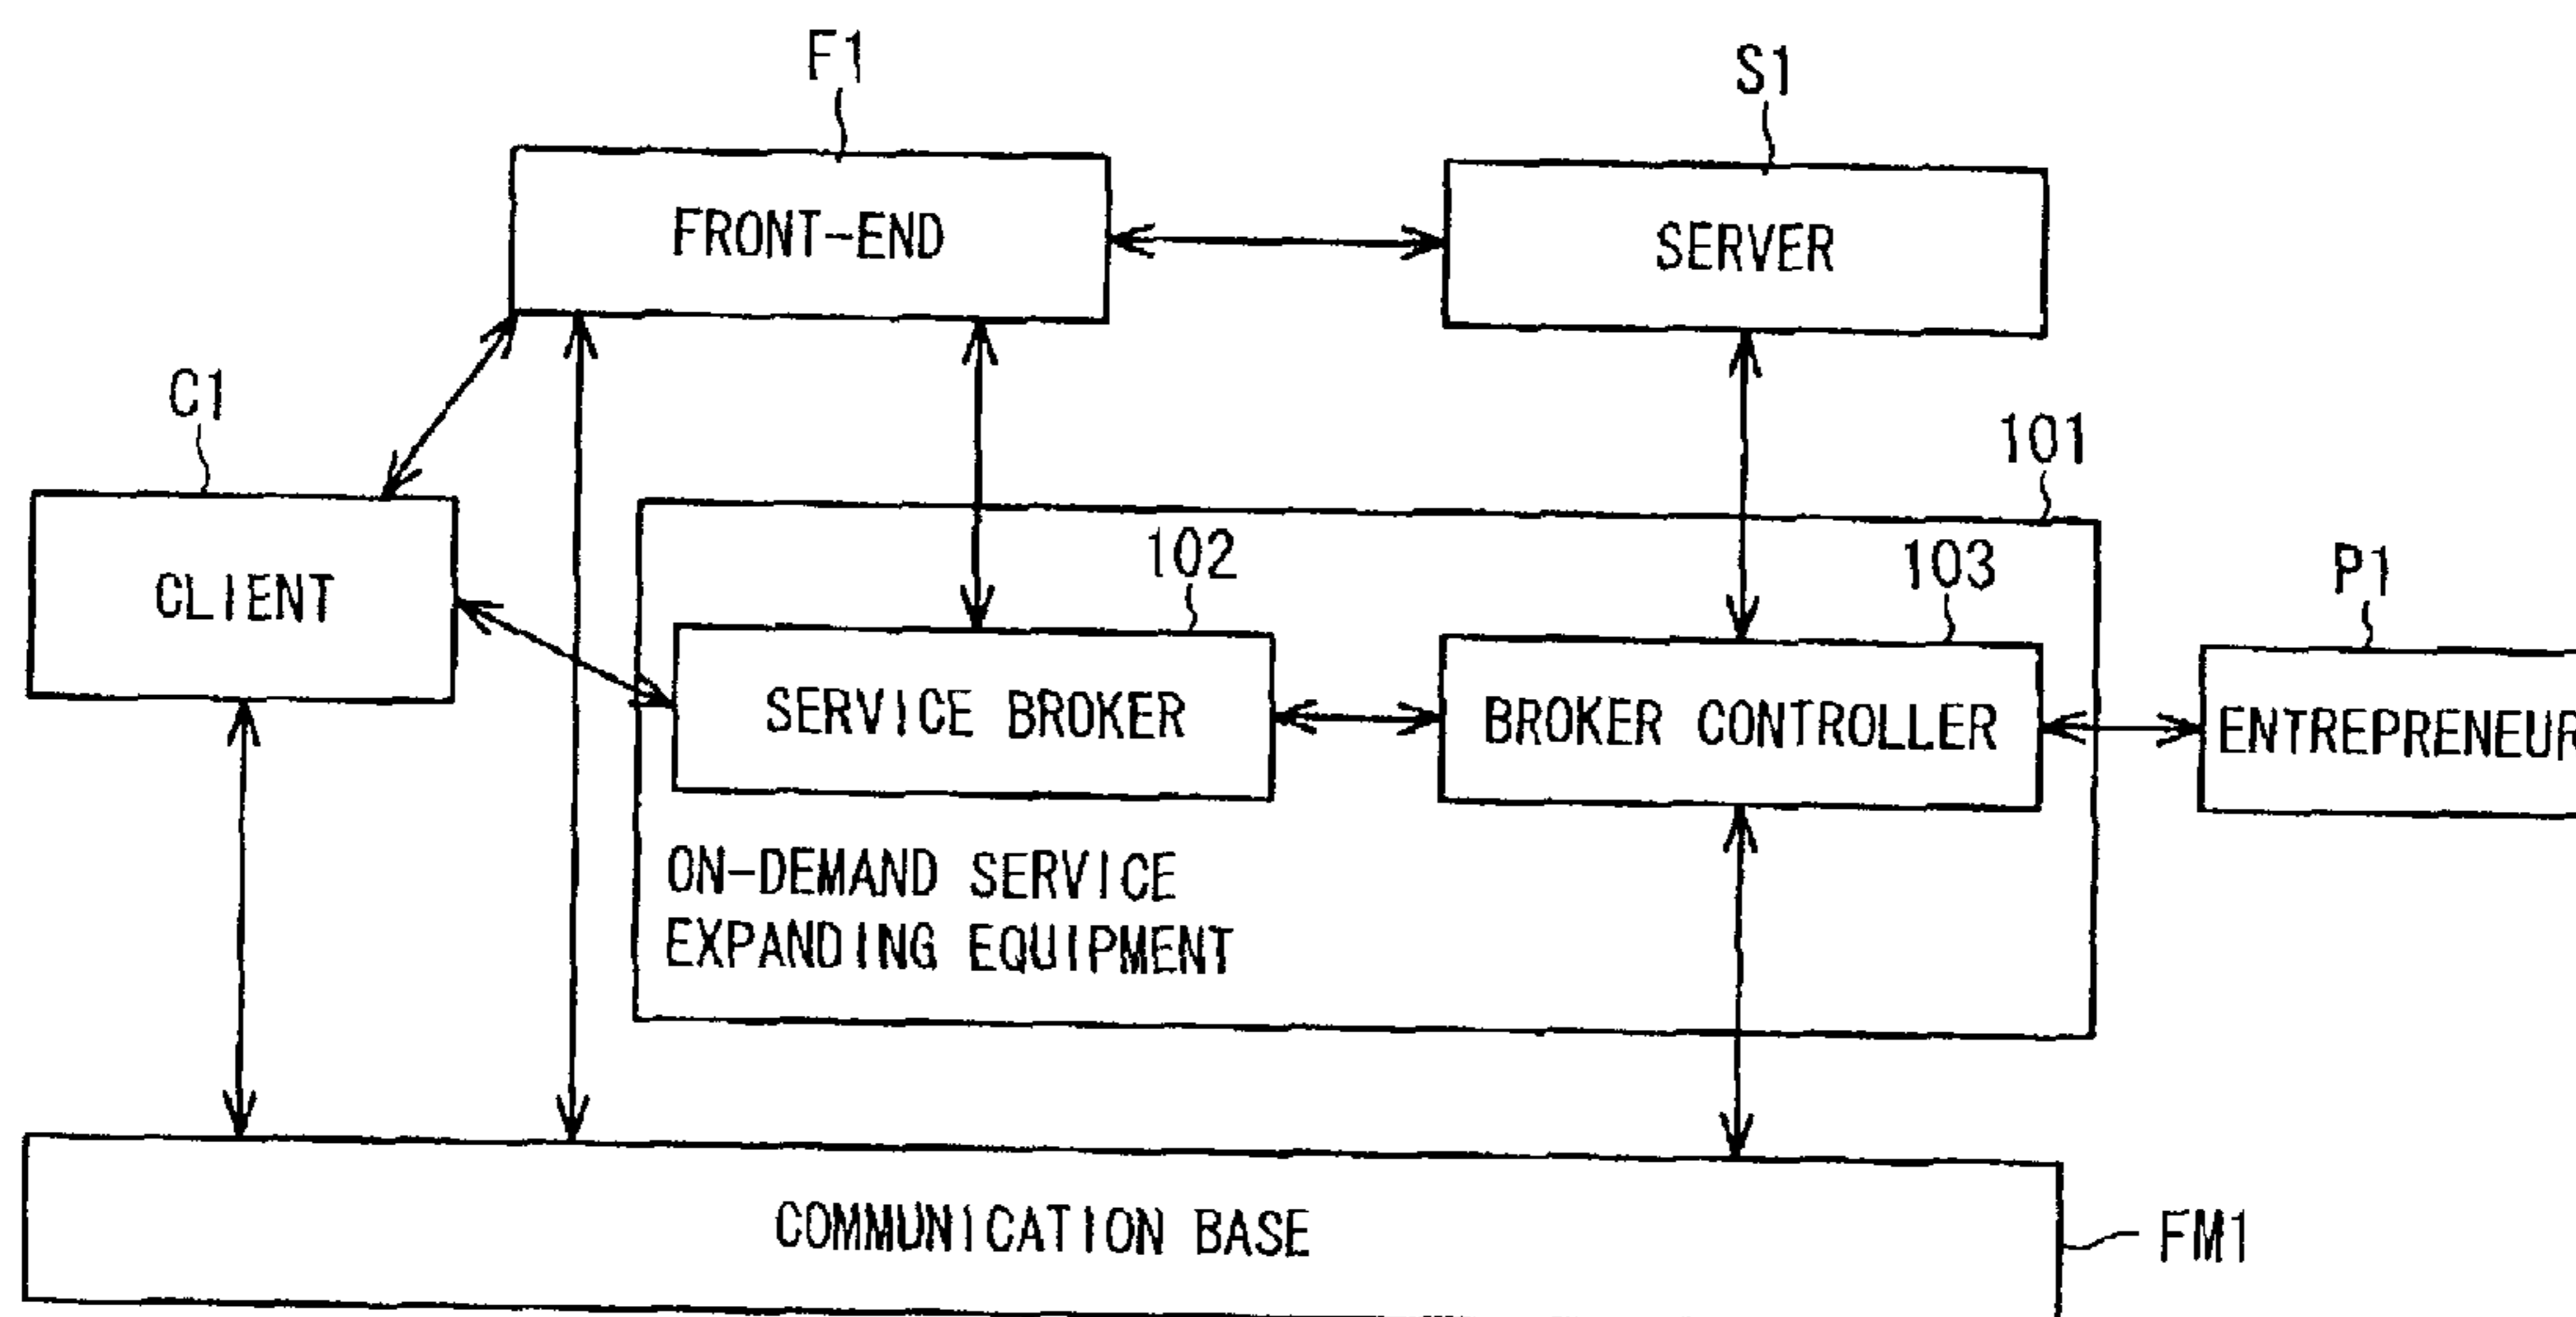 F1
S1
FRONT-END
SERVER
C1
101
CLIENT
102
103
P1
SERVICE BROKER
BROKER CONTROLLER
ENTREPRENEUR
ON-DEMAND SERVICE
EXPANDING EQUIPMENT
COMMUNICATION BASE
FM1